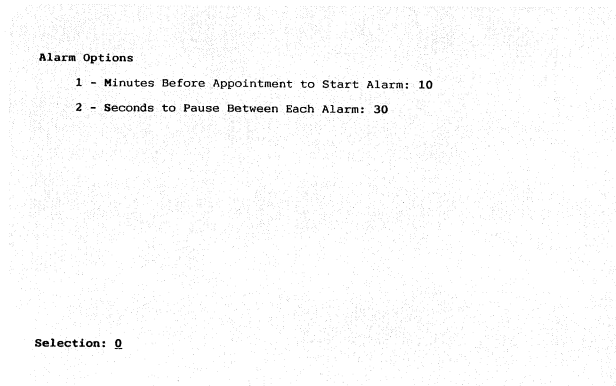 Alarm Options
1 - Minutes Before Appointment to Start Alarm: 10
2 - Seconds to Pause Between Each Alarm: 30
Selection: 0